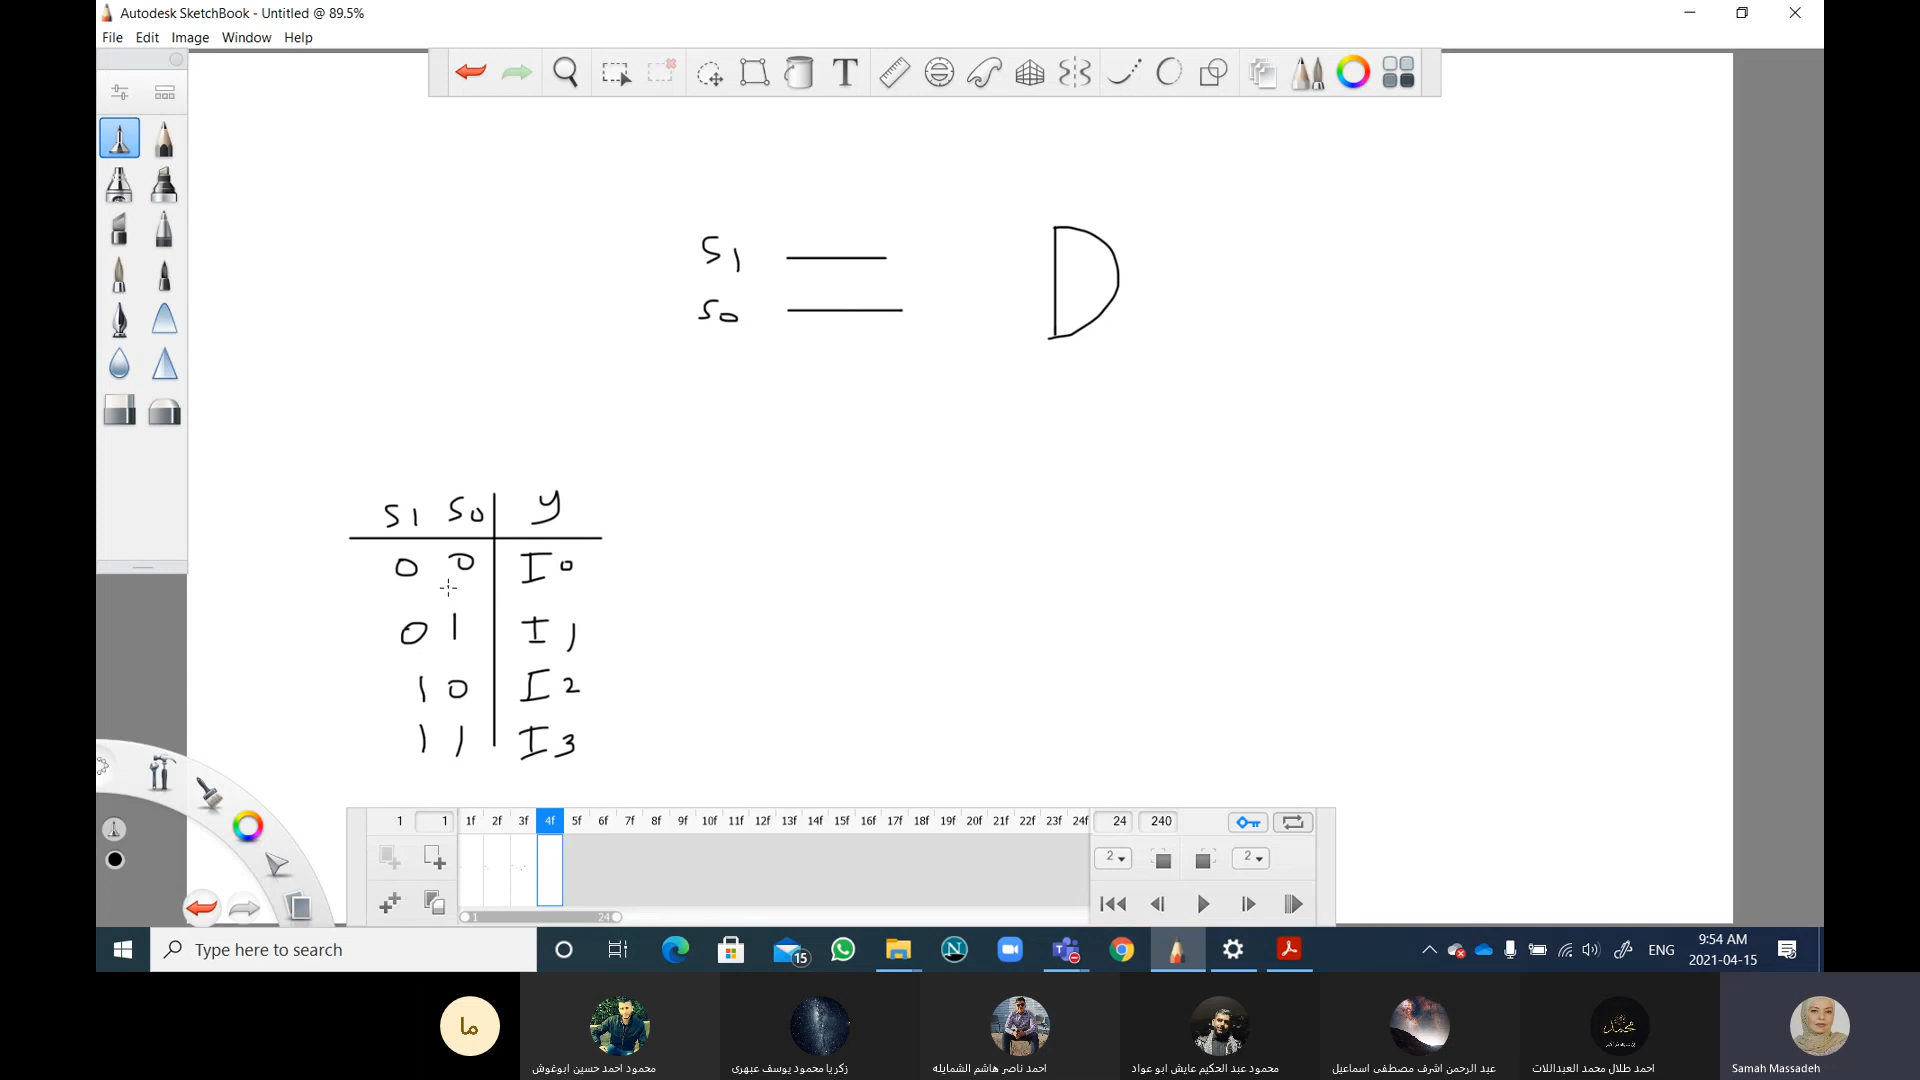 Autodesk SketchBook - Untitled @ 89.5%
File Edit Image Window Help
T
S1
S0
S1 S0 y
0 0 I0
0 1 I1
1 0 I2
1 1 I3
1 1 1f 2f 3f 4f 5f 6f 7f 8f 9f 10f 11f 12f 13f 14f 15f 16f 17f 18f 19f 20f 21f 22f 23f 24f 24 240
2 2
1 24
Type here to search
15
ENG
9:54 AM
2021-04-15
ما
محمود احمد حسين ابوغوش
زكريا محمود يوسف عبهرى
احمد ناصر هاشم الشمايله
محمود عبد الحكيم عايش ابو عواد
عبد الرحمن اشرف مصطفى اسماعيل
احمد طلال محمد العبداللات
Samah Massadeh